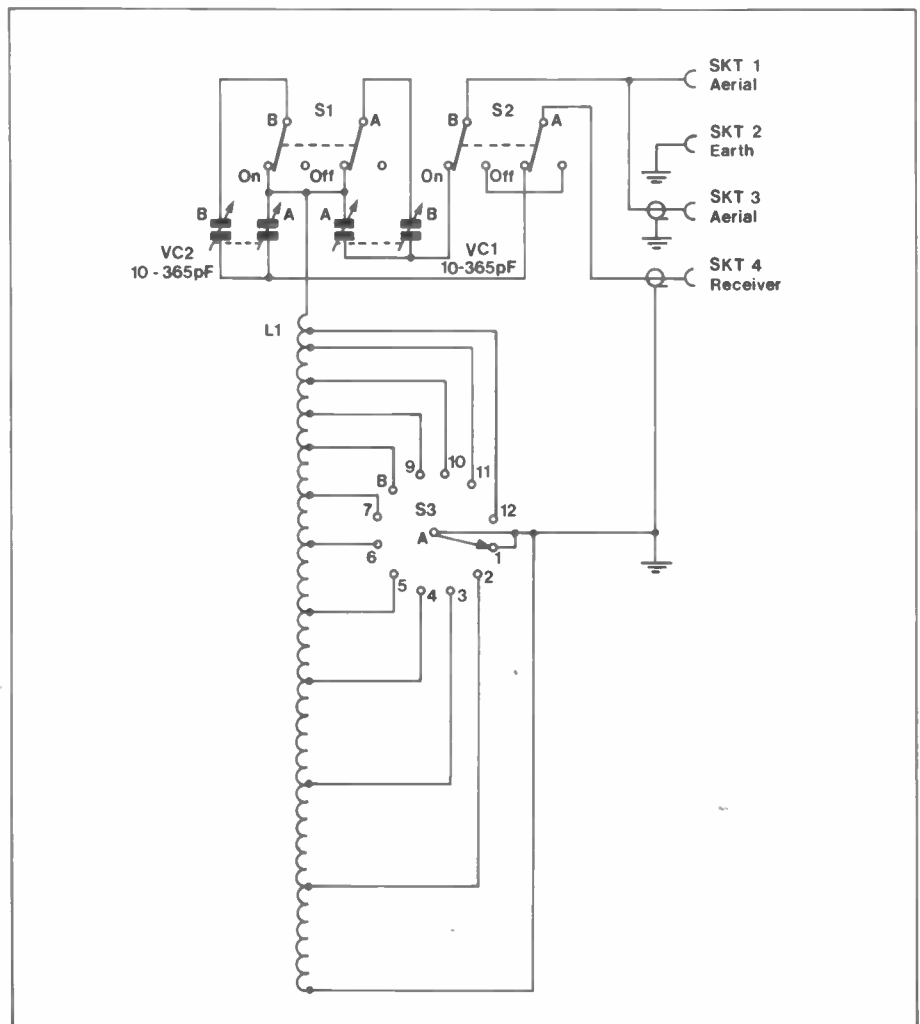 SKT 1
Aerial
B
S1
A
B
S2
A
SKT 2
Earth
On
Off
On
Off
SKT 3
Aerial
B
A
A
B
VC2
10 - 365pF
VC1
10-365pF
SKT 4
Receiver
L1
B
9
10
11
7
S3
12
A
6
1
5
4
3
2